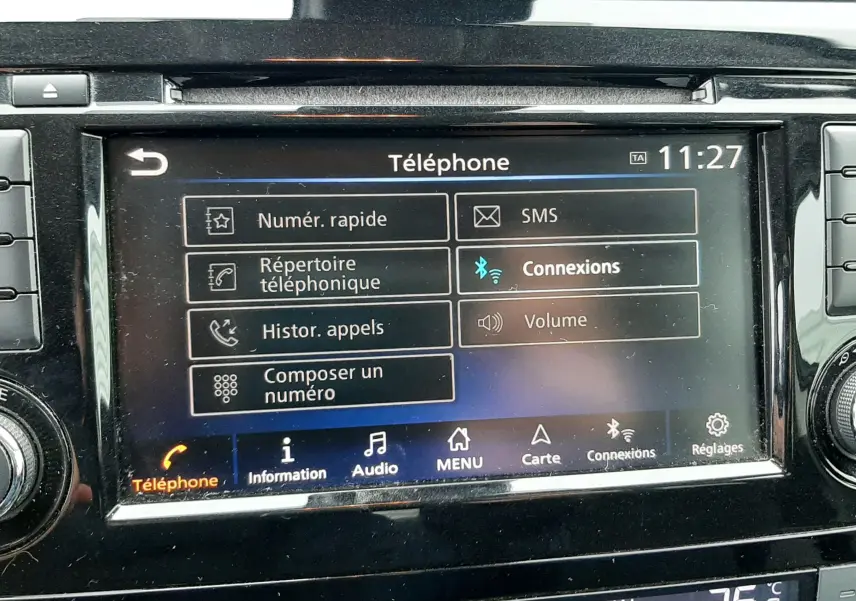 Téléphone
TA 11:27
Numér. rapide
SMS
Répertoire
téléphonique
Connexions
Histor. appels
Volume
Composer un
numéro
Téléphone
Information
Audio
MENU
Carte
Connexions
Réglages
°C